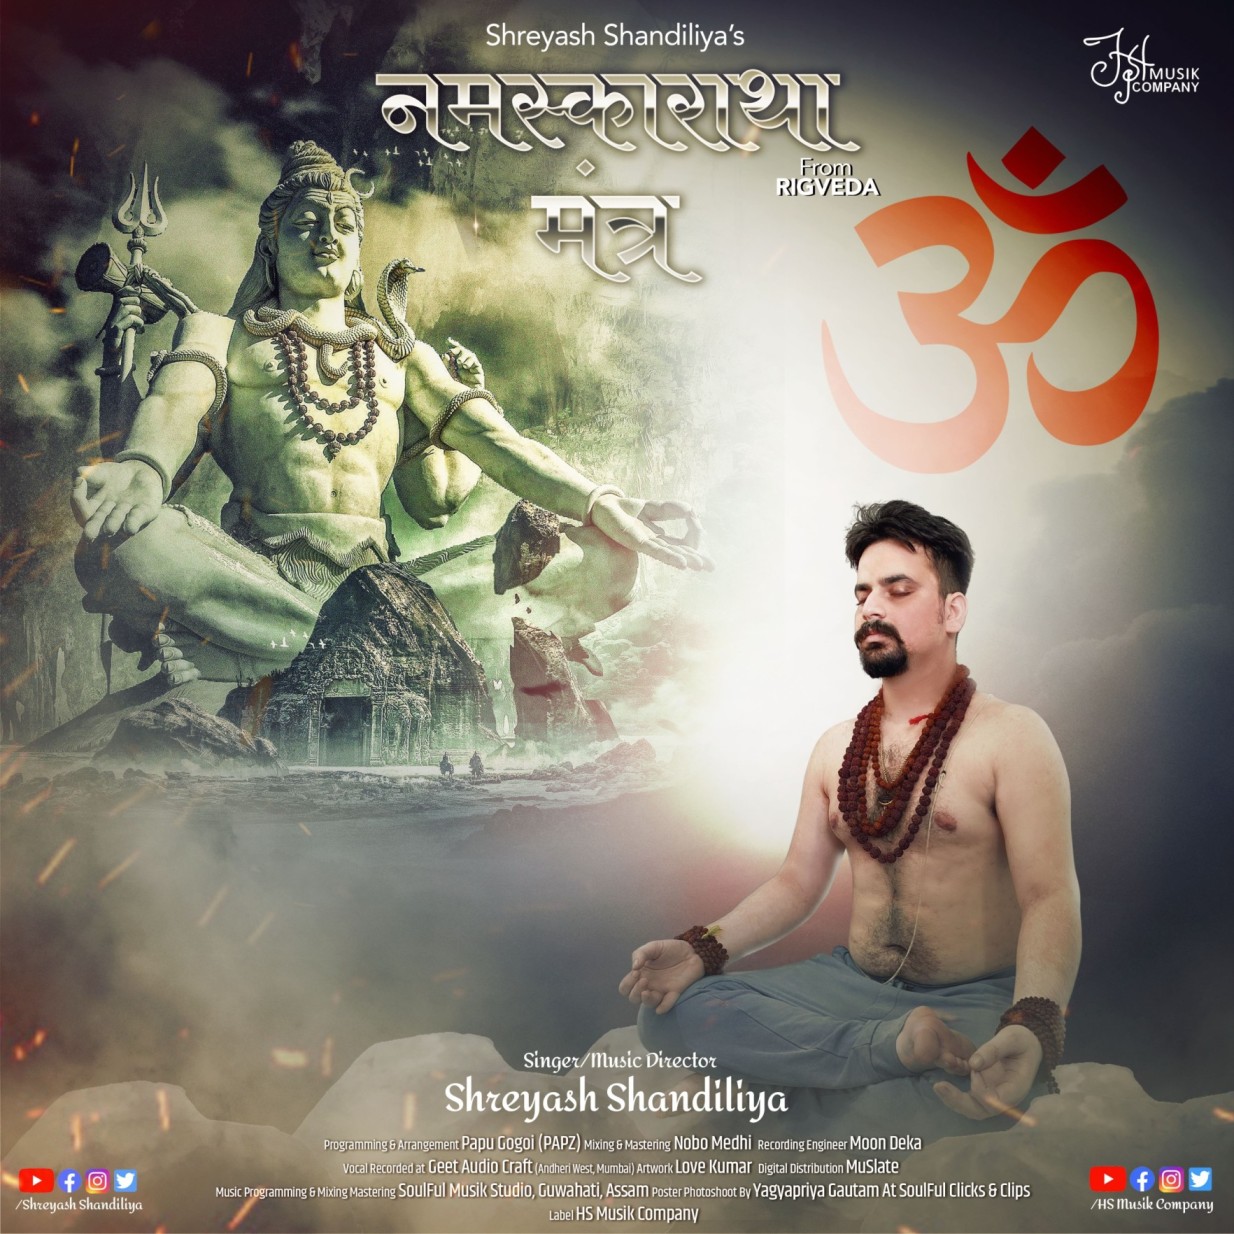 Shreyash Shandiliya's
नमस्काराथा
From
RIGVEDA
मंत्र
HS MUSIK
COMPANY
ॐ
Singer/Music Director
Shreyash Shandiliya
Programming & Arrangement Papu Gogoi (PAPZ) Mixing & Mastering Nobo Medhi Recording Engineer Moon Deka
Vocal Recorded at Geet Audio Craft (Andheri West, Mumbai) Artwork Love Kumar Digital Distribution MuSlate
Music Programming & Mixing Mastering SoulFul Musik Studio, Guwahati, Assam Poster Photoshoot By Yagyapriya Gautam At SoulFul Clicks & Clips
Label HS Musik Company
/Shreyash Shandiliya
/HS Musik Company